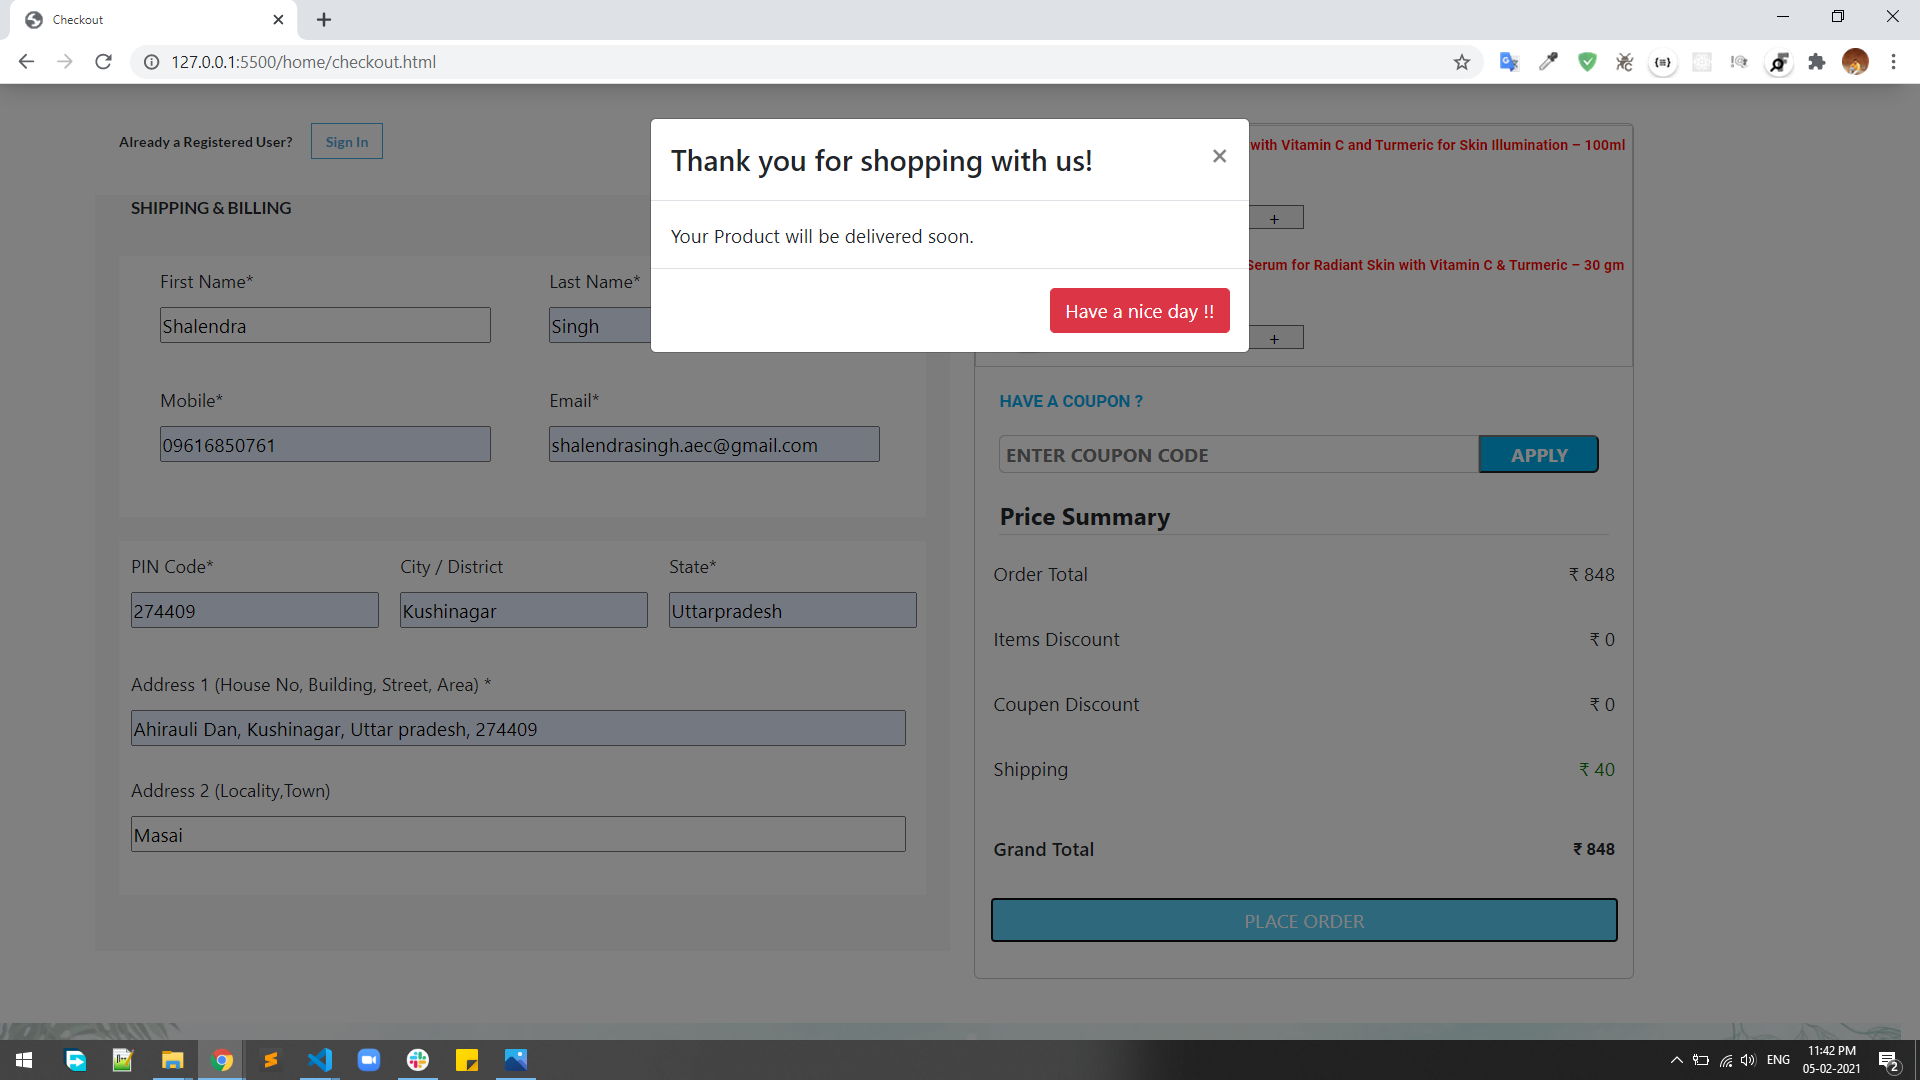 Checkout
127.0.0.1:5500/home/checkout.html
Already a Registered User?
Sign In
SHIPPING & BILLING
First Name*
Last Name*
Shalendra
Singh
Mobile*
Email*
09616850761
shalendrasingh.aec@gmail.com
PIN Code*
City / District
State*
274409
Kushinagar
Uttarpradesh
Address 1 (House No, Building, Street, Area) *
Ahirauli Dan, Kushinagar, Uttar pradesh, 274409
Address 2 (Locality,Town)
Masai
Thank you for shopping with us!
×
Your Product will be delivered soon.
Have a nice day !!
with Vitamin C and Turmeric for Skin Illumination – 100ml
+
Serum for Radiant Skin with Vitamin C & Turmeric – 30 gm
+
HAVE A COUPON ?
ENTER COUPON CODE
APPLY
Price Summary
Order Total
₹ 848
Items Discount
₹ 0
Coupen Discount
₹ 0
Shipping
₹ 40
Grand Total
₹ 848
PLACE ORDER
ENG
11:42 PM
05-02-2021
2